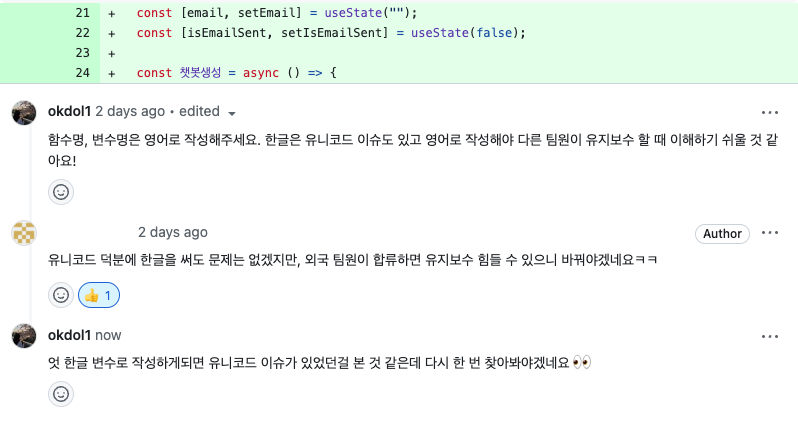 21 + const [email, setEmail] = useState("");
22 + const [isEmailSent, setIsEmailSent] = useState(false);
23 +
24 + const 챗봇생성 = async () => {
okdol1 2 days ago • edited
함수명, 변수명은 영어로 작성해주세요. 한글은 유니코드 이슈도 있고 영어로 작성해야 다른 팀원이 유지보수 할 때 이해하기 쉬울 것 같
아요!
2 days ago Author
유니코드 덕분에 한글을 써도 문제는 없겠지만, 외국 팀원이 합류하면 유지보수 힘들 수 있으니 바꿔야겠네요ㅋㅋ
👍 1
okdol1 now
엇 한글 변수로 작성하게되면 유니코드 이슈가 있었던걸 본 것 같은데 다시 한 번 찾아봐야겠네요 👀